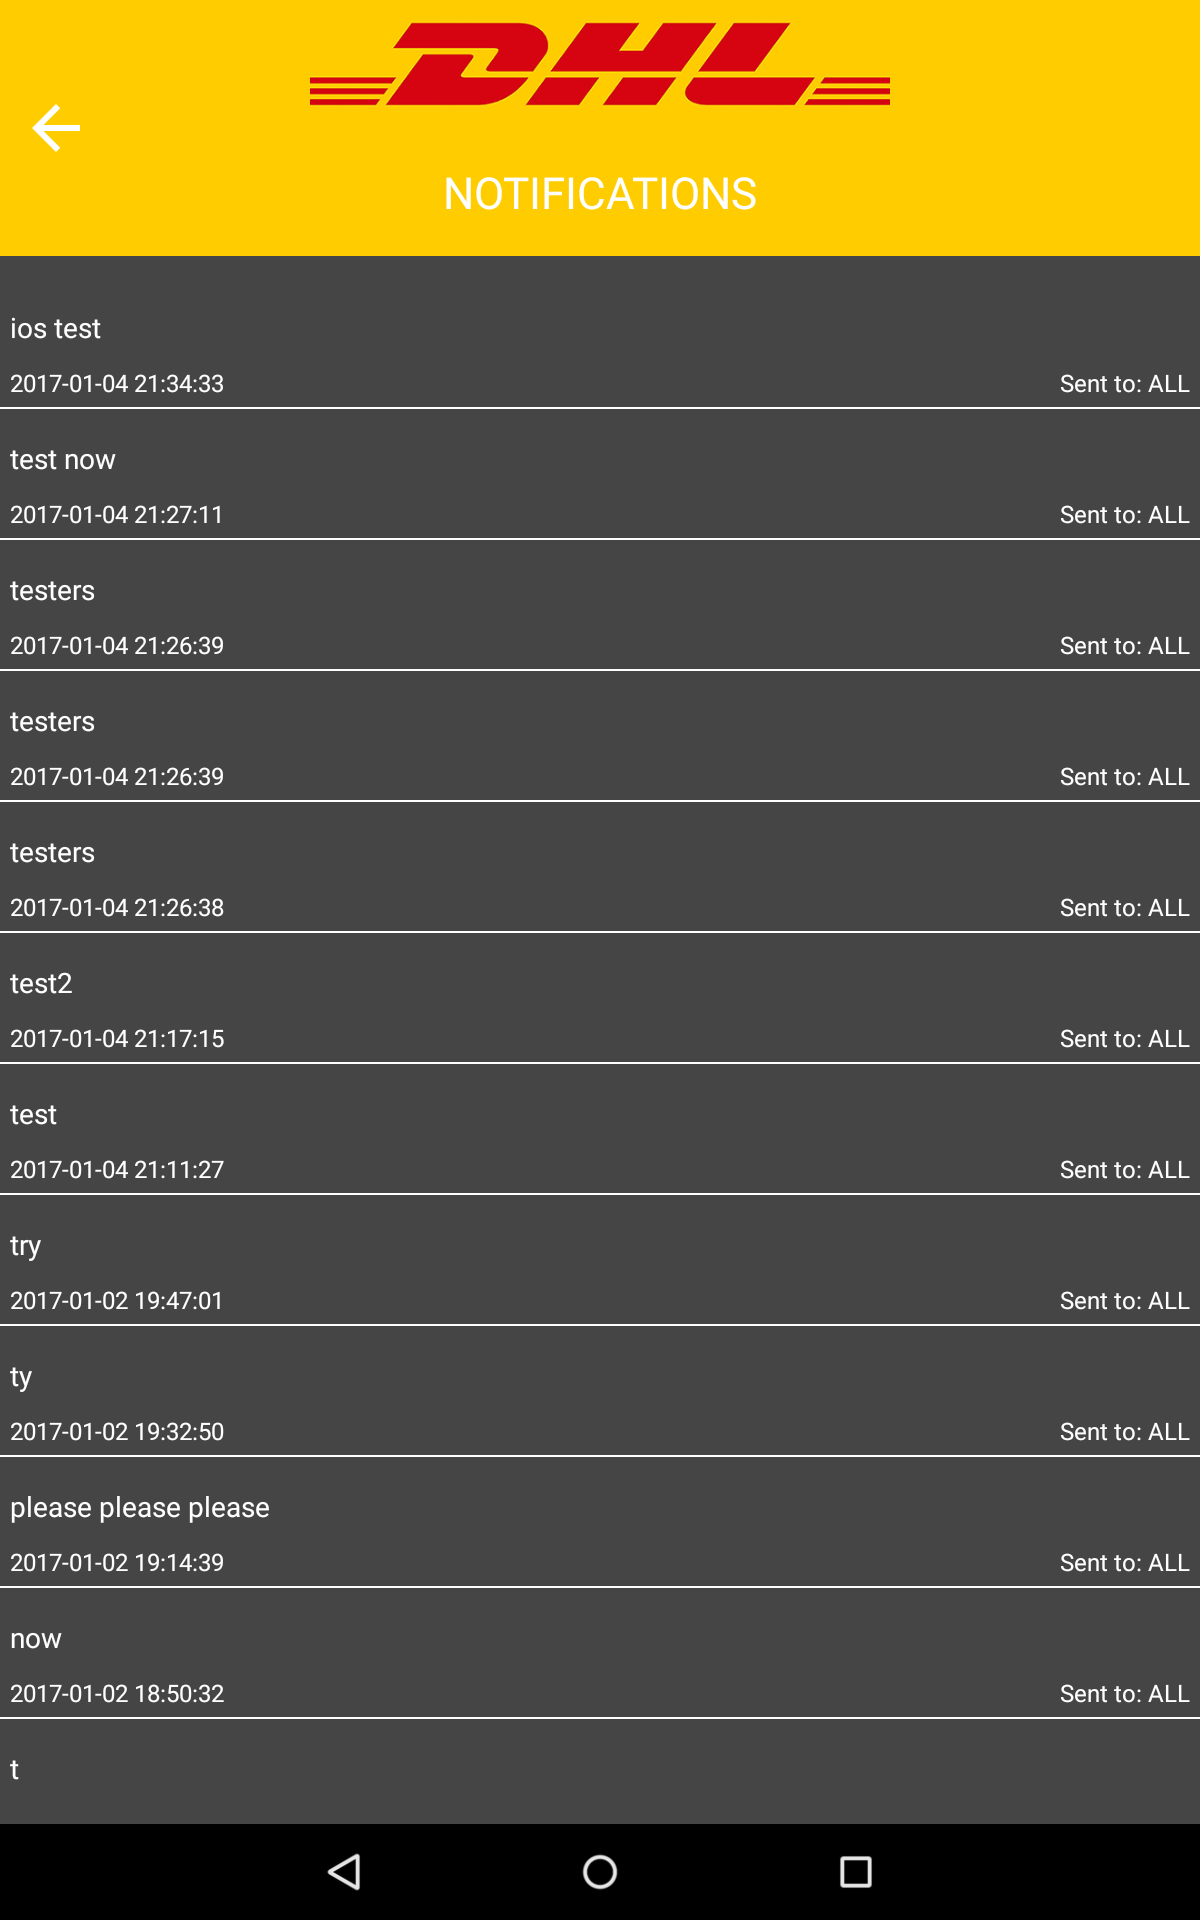 DHL
NOTIFICATIONS
ios test
2017-01-04 21:34:33 Sent to: ALL
test now
2017-01-04 21:27:11 Sent to: ALL
testers
2017-01-04 21:26:39 Sent to: ALL
testers
2017-01-04 21:26:39 Sent to: ALL
testers
2017-01-04 21:26:38 Sent to: ALL
test2
2017-01-04 21:17:15 Sent to: ALL
test
2017-01-04 21:11:27 Sent to: ALL
try
2017-01-02 19:47:01 Sent to: ALL
ty
2017-01-02 19:32:50 Sent to: ALL
please please please
2017-01-02 19:14:39 Sent to: ALL
now
2017-01-02 18:50:32 Sent to: ALL
t